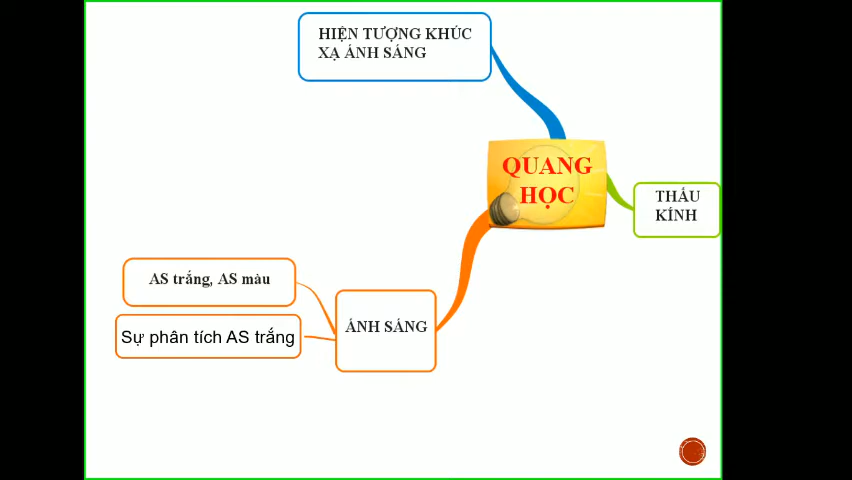 HIỆN TƯỢNG KHÚC
XẠ ÁNH SÁNG
QUANG
HỌC
THẤU
KÍNH
AS trắng, AS màu
ÁNH SÁNG
Sự phân tích AS trắng